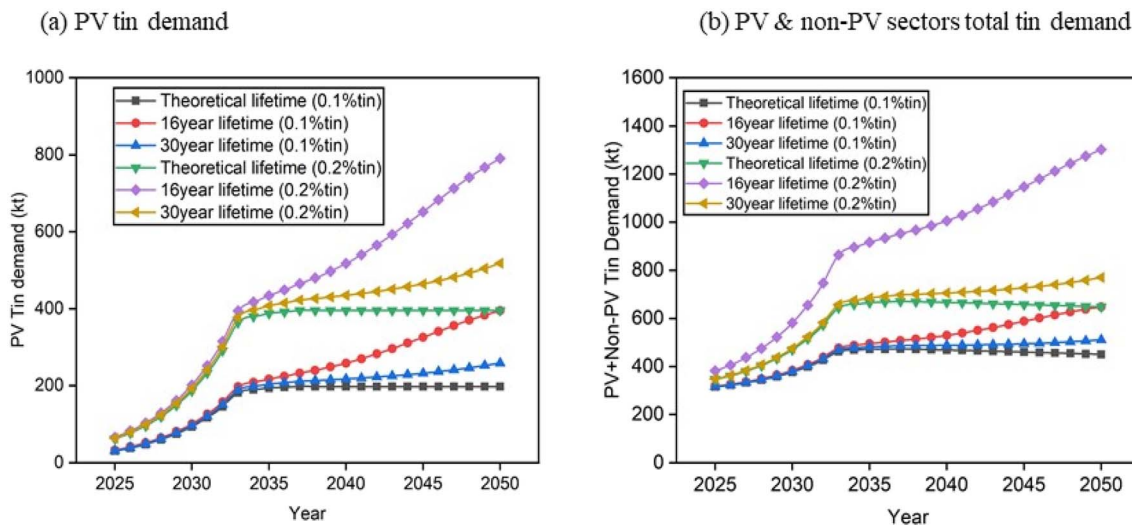 (a) PV tin demand
1000
800
600
400
200
0
PV Tin demand (kt)
Theoretical lifetime (0.1%tin)
16year lifetime (0.1%tin)
30year lifetime (0.1%tin)
Theoretical lifetime (0.2%tin)
16year lifetime (0.2%tin)
30year lifetime (0.2%tin)
2025 2030 2035 2040 2045 2050
Year
(b) PV & non-PV sectors total tin demand
1600
1400
1200
1000
800
600
400
200
0
PV+Non-PV Tin Demand (kt)
Theoretical lifetime (0.1%tin)
16year lifetime (0.1%tin)
30year lifetime (0.1%tin)
Theoretical lifetime (0.2%tin)
16year lifetime (0.2%tin)
30year lifetime (0.2%tin)
2025 2030 2035 2040 2045 2050
Year